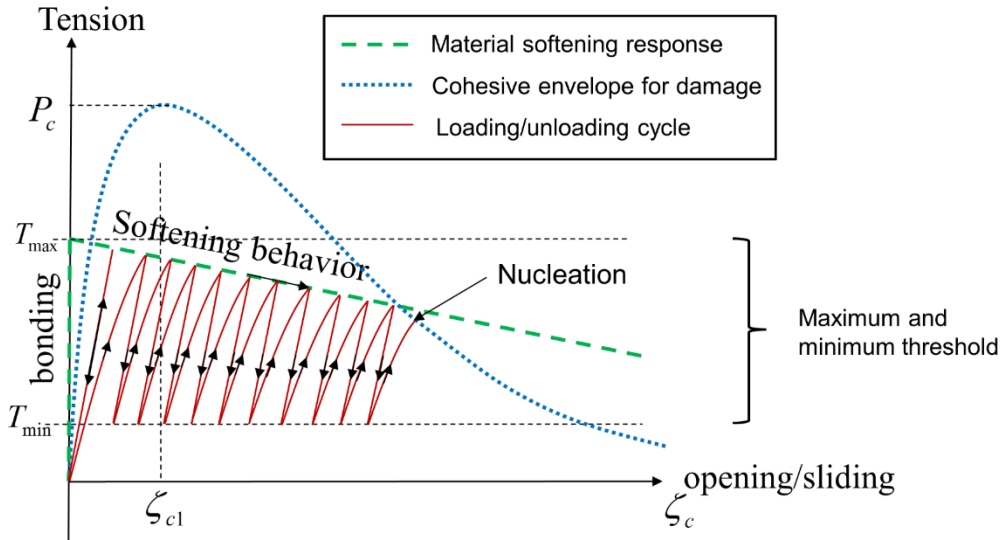 Tension
Material softening response
Cohesive envelope for damage
Loading/unloading cycle
P_c
T_max
Softening behavior
Nucleation
bonding
Maximum and
minimum threshold
T_min
opening/sliding
ζ_c1
ζ_c